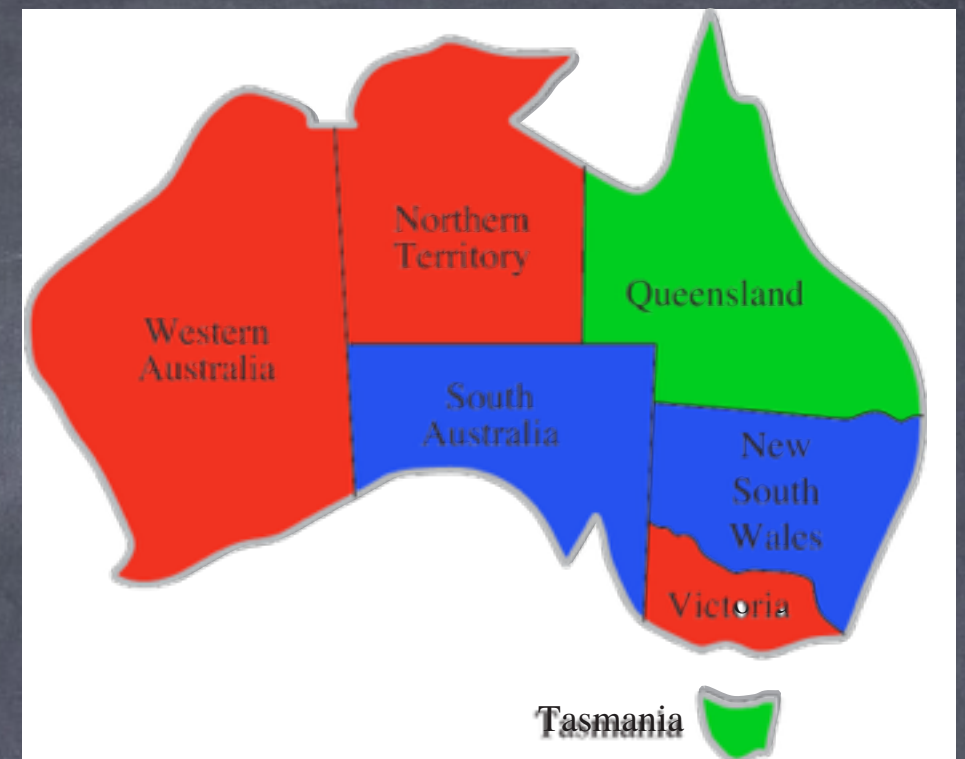 Northern
Territory
Queensland
Western
Australia
South
Australia
New
South
Wales
Victoria
Tasmania